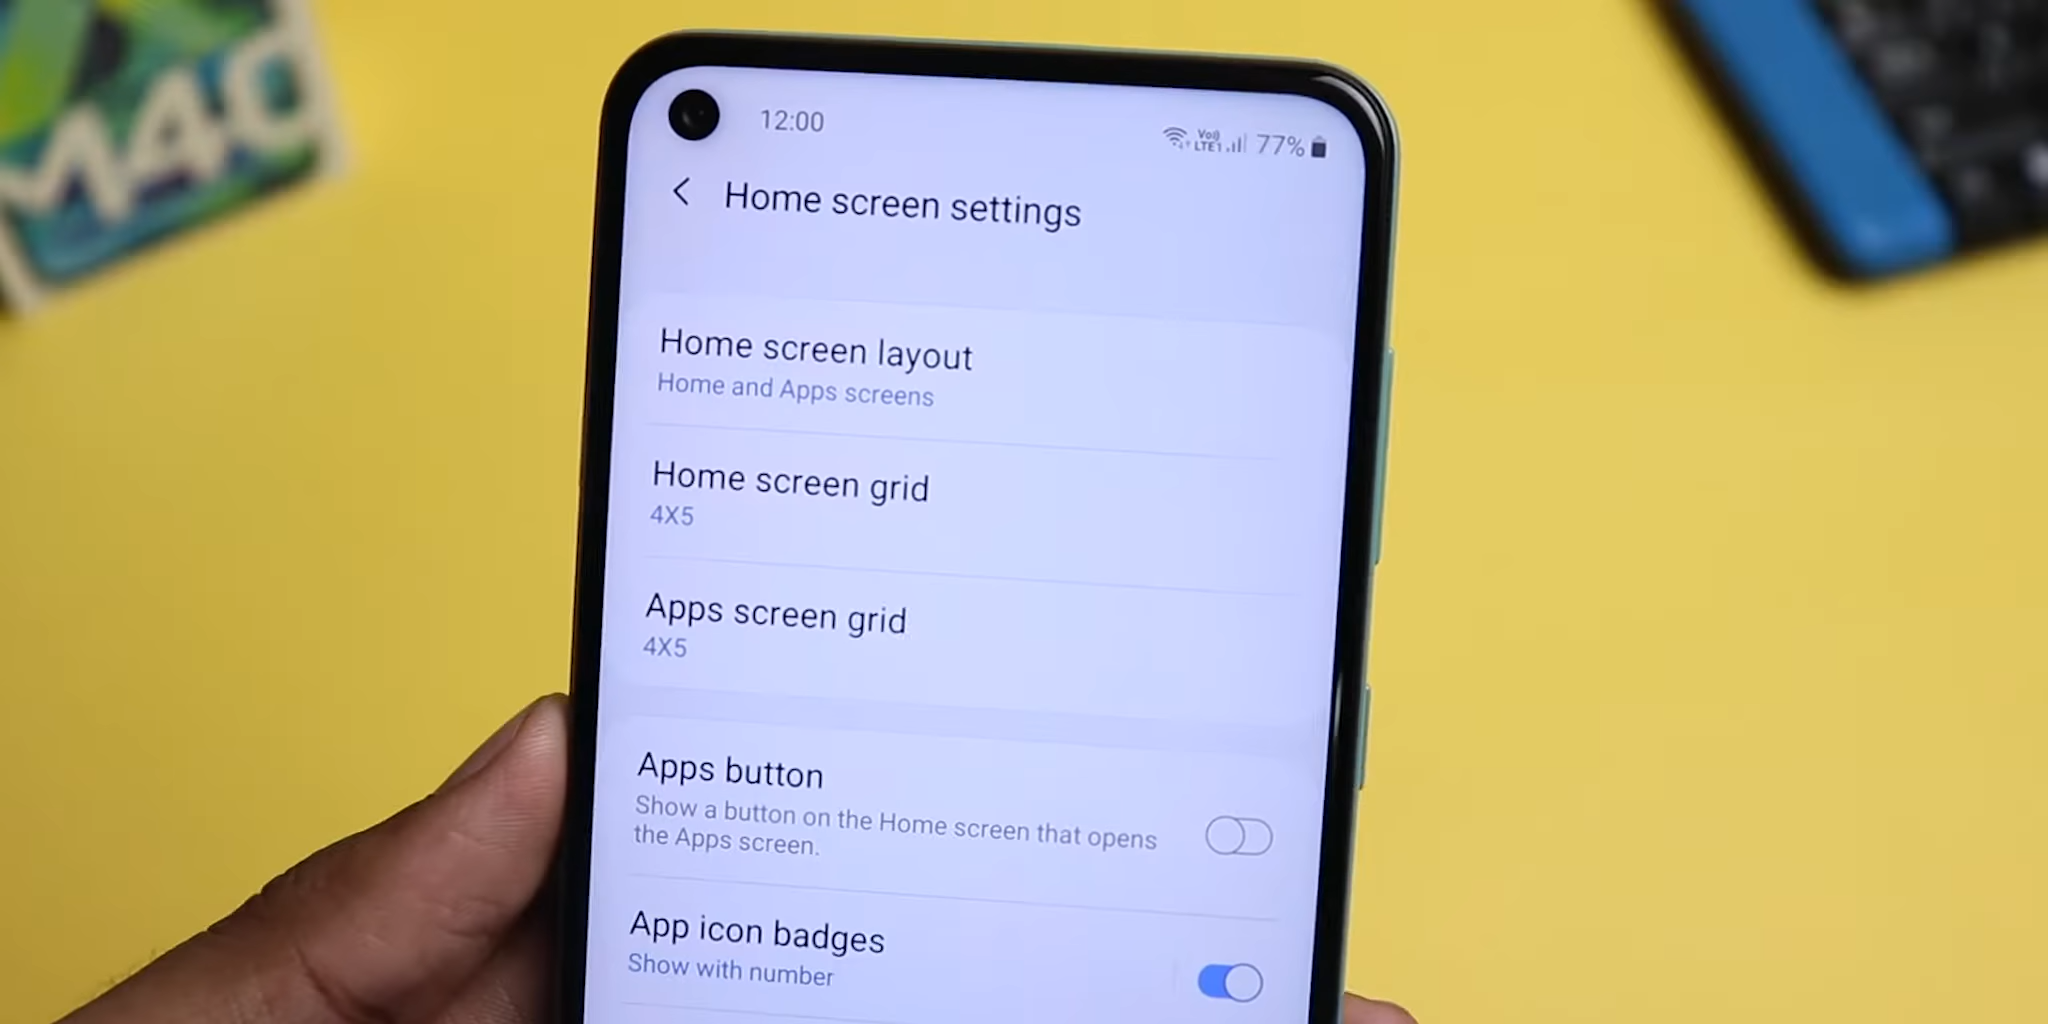 M40
12:00
Vo)) LTE1 77%
Home screen settings
Home screen layout
Home and Apps screens
Home screen grid
4X5
Apps screen grid
4X5
Apps button
Show a button on the Home screen that opens
the Apps screen.
App icon badges
Show with number